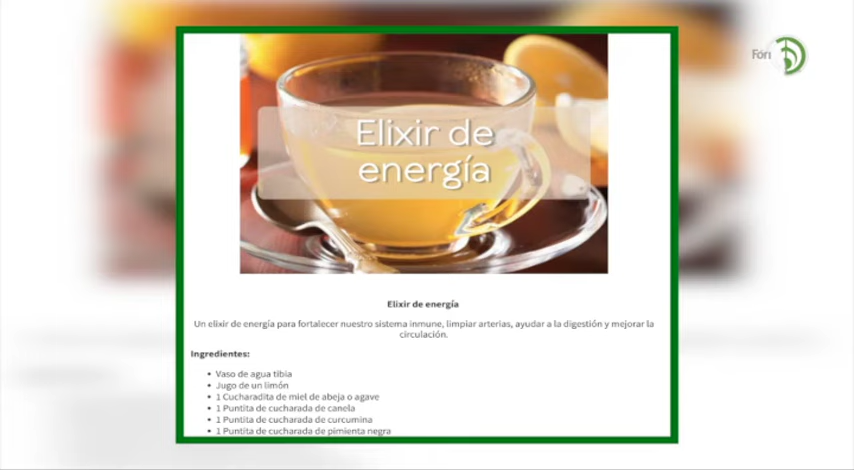 Fóri
Elixir de
energía
Elixir de energía
Un elixir de energía para fortalecer nuestro sistema inmune, limpiar arterias, ayudar a la digestión y mejorar la
circulación.
Ingredientes:
• Vaso de agua tibia
• Jugo de un limón
• 1 Cucharadita de miel de abeja o agave
• 1 Puntita de cucharada de canela
• 1 Puntita de cucharada de curcumina
• 1 Puntita de cucharada de pimienta negra